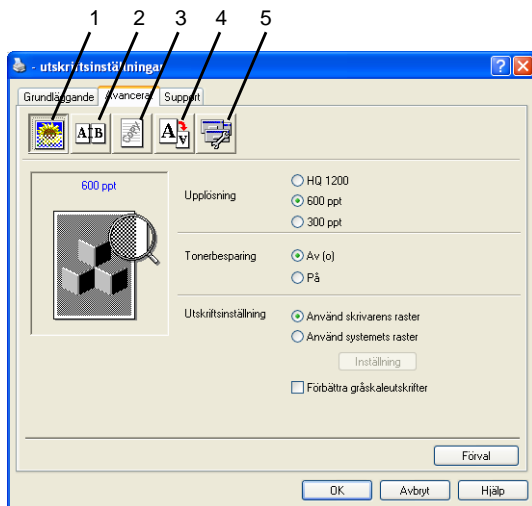 1 2 3 4 5
- utskriftsinställningar
Grundläggande Avancerat Support
A B
COPY
A V
600 ppt
Upplösning
HQ 1200
600 ppt
300 ppt
Tonerbesparing
Av (o)
På
Utskriftsinställning
Använd skrivarens raster
Använd systemets raster
Inställning
Förbättra gråskaleutskrifter
Förval
OK Avbryt Hjälp